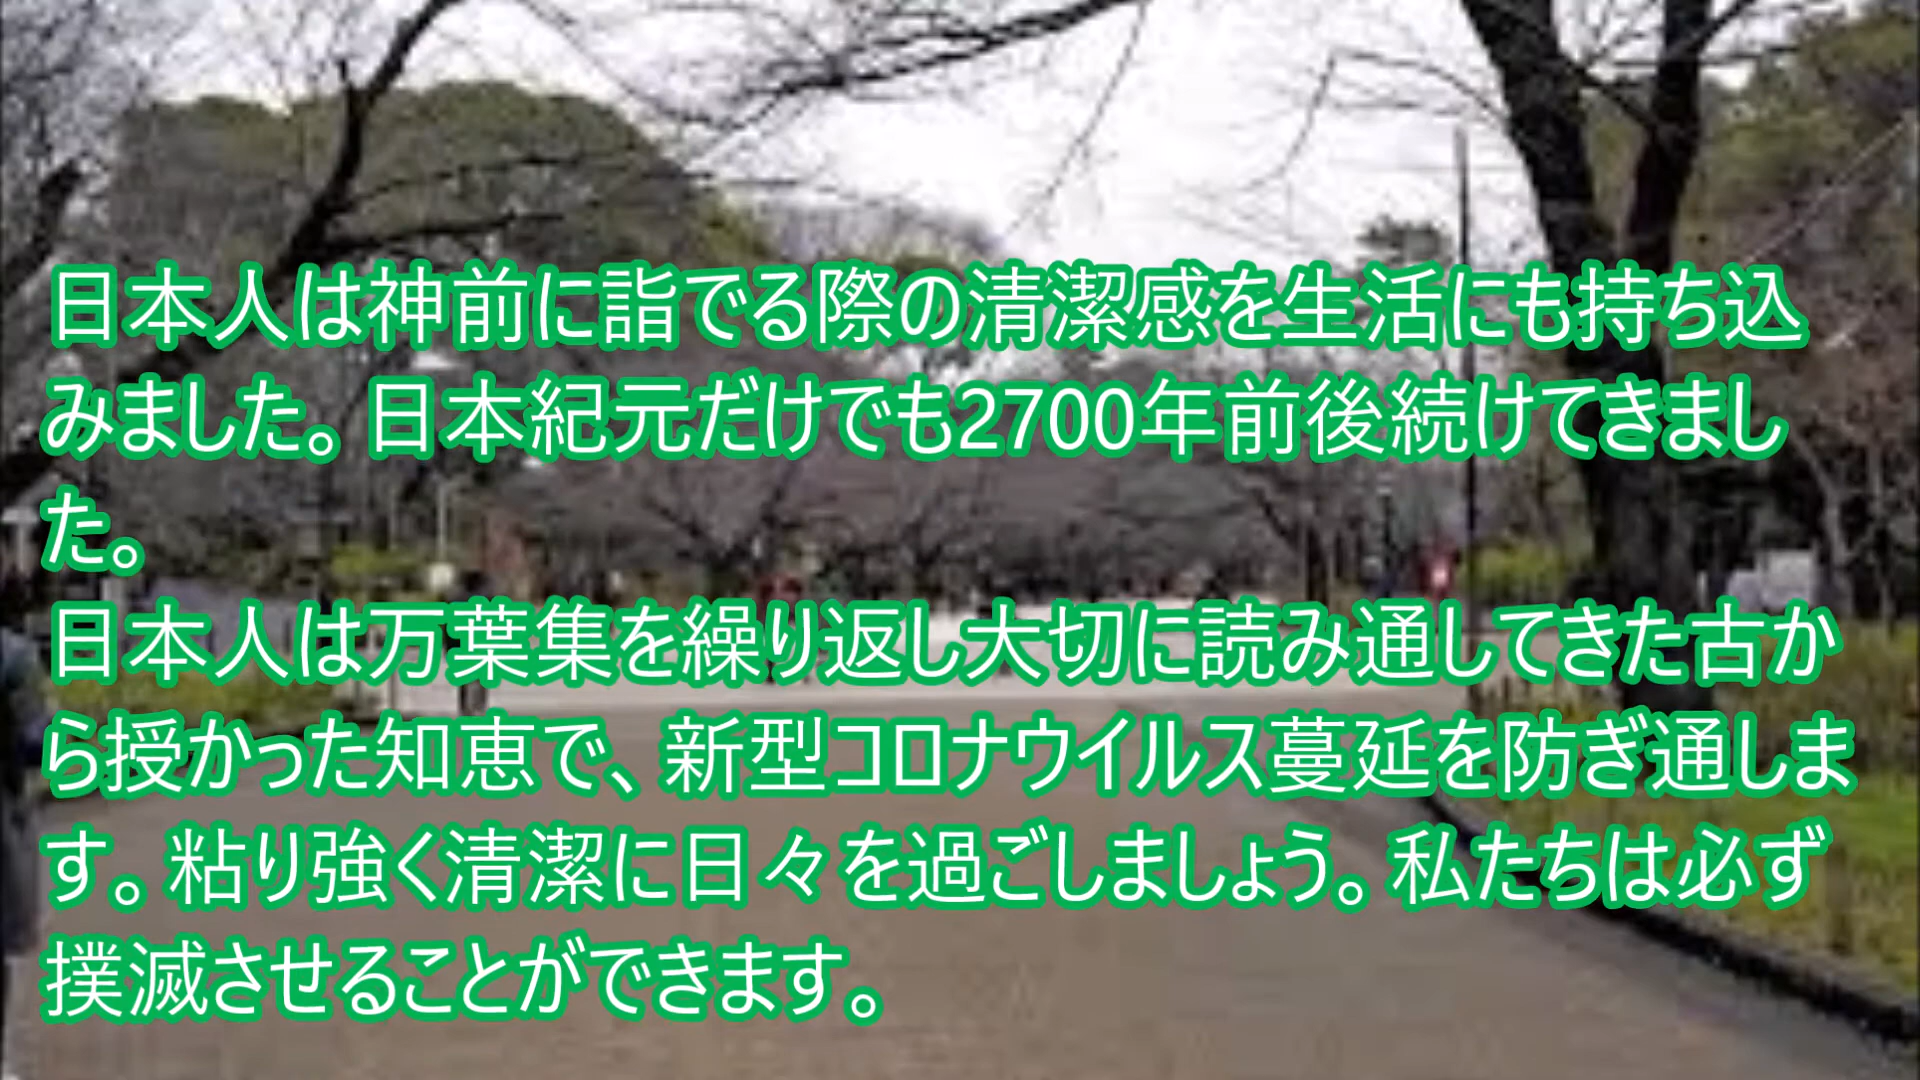 日本人は神前に詣でる際の清潔感を生活にも持ち込
みました。日本紀元だけでも2700年前後続けてきまし
た。
日本人は万葉集を繰り返し大切に読み通してきた古か
ら授かった知恵で、新型コロナウイルス蔓延を防ぎ通しま
す。粘り強く清潔に日々を過ごしましょう。私たちは必ず
撲滅させることができます。